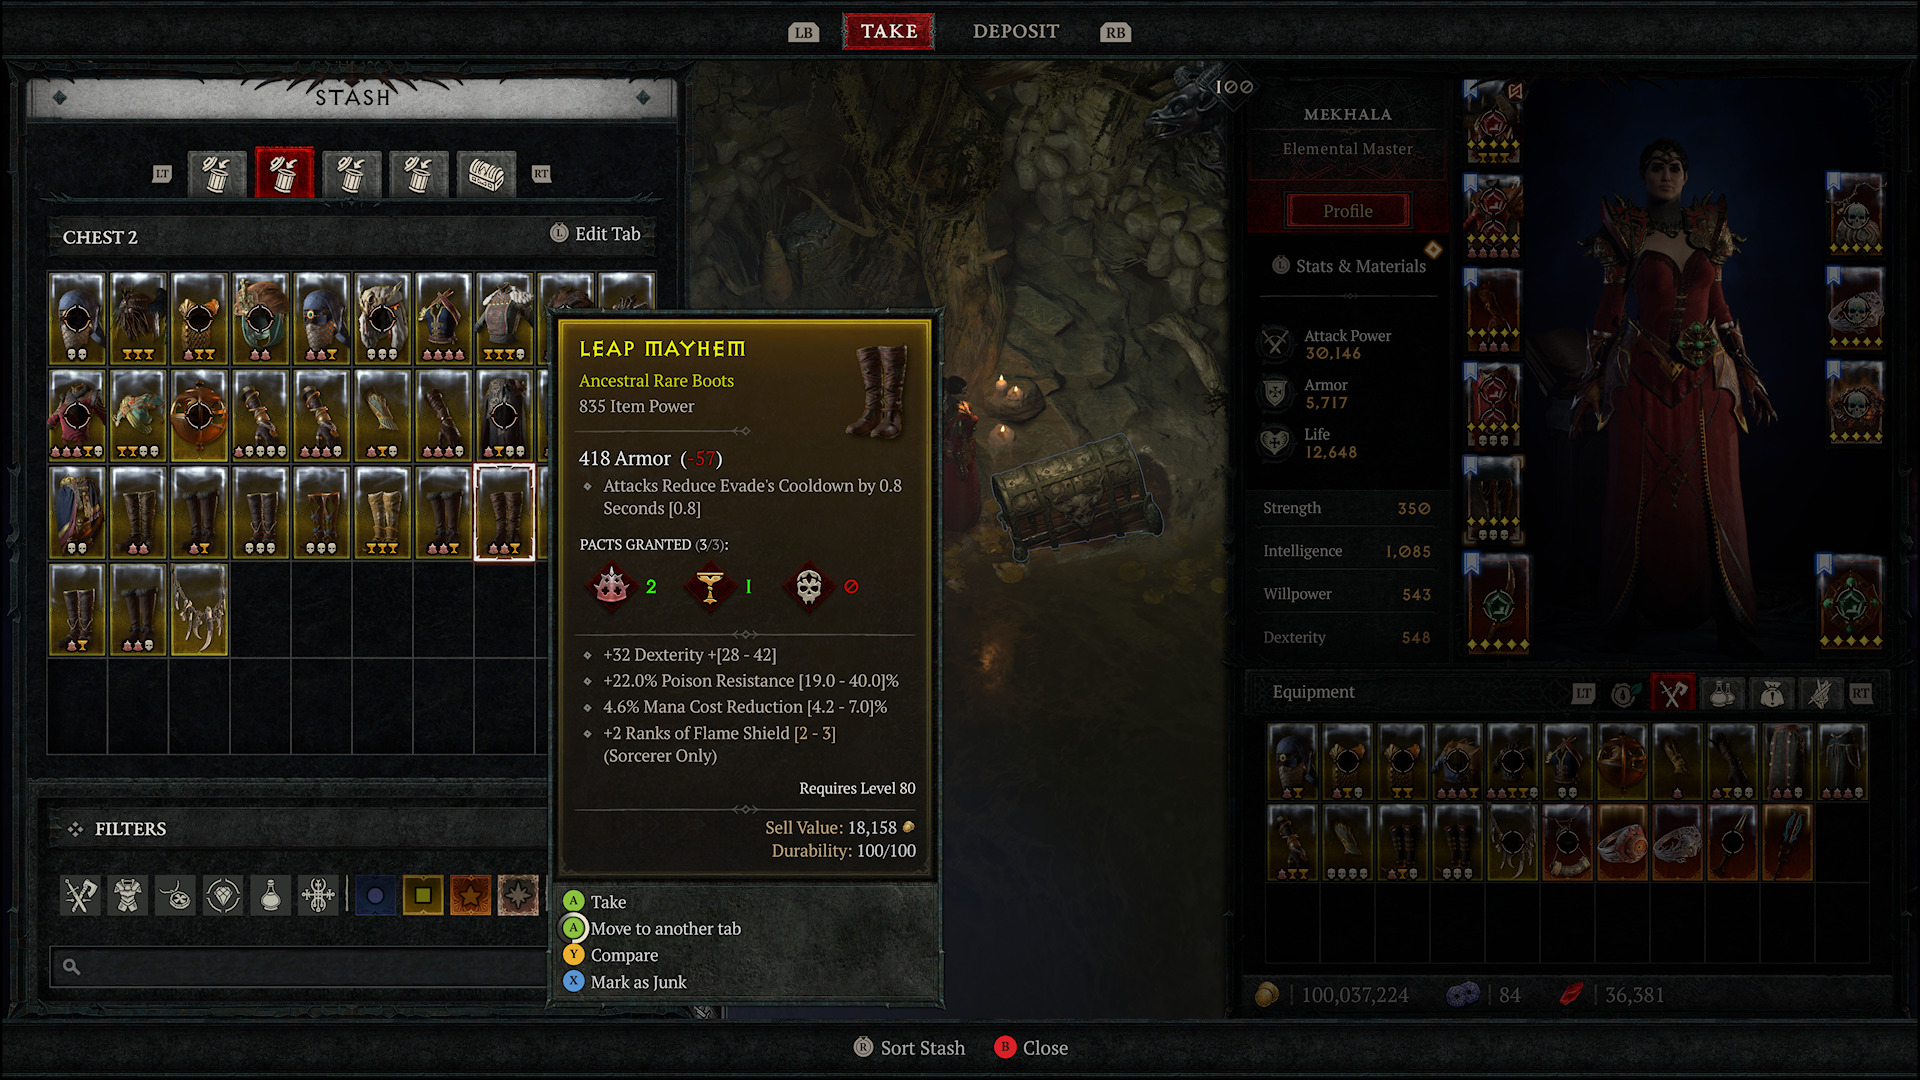 LB TAKE DEPOSIT RB
STASH
LT RT
CHEST 2
L Edit Tab
LEAP MAYHEM
Ancestral Rare Boots
835 Item Power
418 Armor (-57)
Attacks Reduce Evade's Cooldown by 0.8
Seconds [0.8]
PACTS GRANTED (3/3):
2 1 0
+32 Dexterity +[28 - 42]
+22.0% Poison Resistance [19.0 - 40.0]%
4.6% Mana Cost Reduction [4.2 - 7.0]%
+2 Ranks of Flame Shield [2 - 3]
(Sorcerer Only)
Requires Level 80
Sell Value: 18,158
Durability: 100/100
A Take
A Move to another tab
Y Compare
X Mark as Junk
FILTERS
100
MEKHALA
Elemental Master
Profile
L Stats & Materials
Attack Power
30,146
Armor
5,717
Life
12,648
Strength 350
Intelligence 1,085
Willpower 543
Dexterity 548
Equipment
LT RT
100,037,224 84 36,381
R Sort Stash B Close